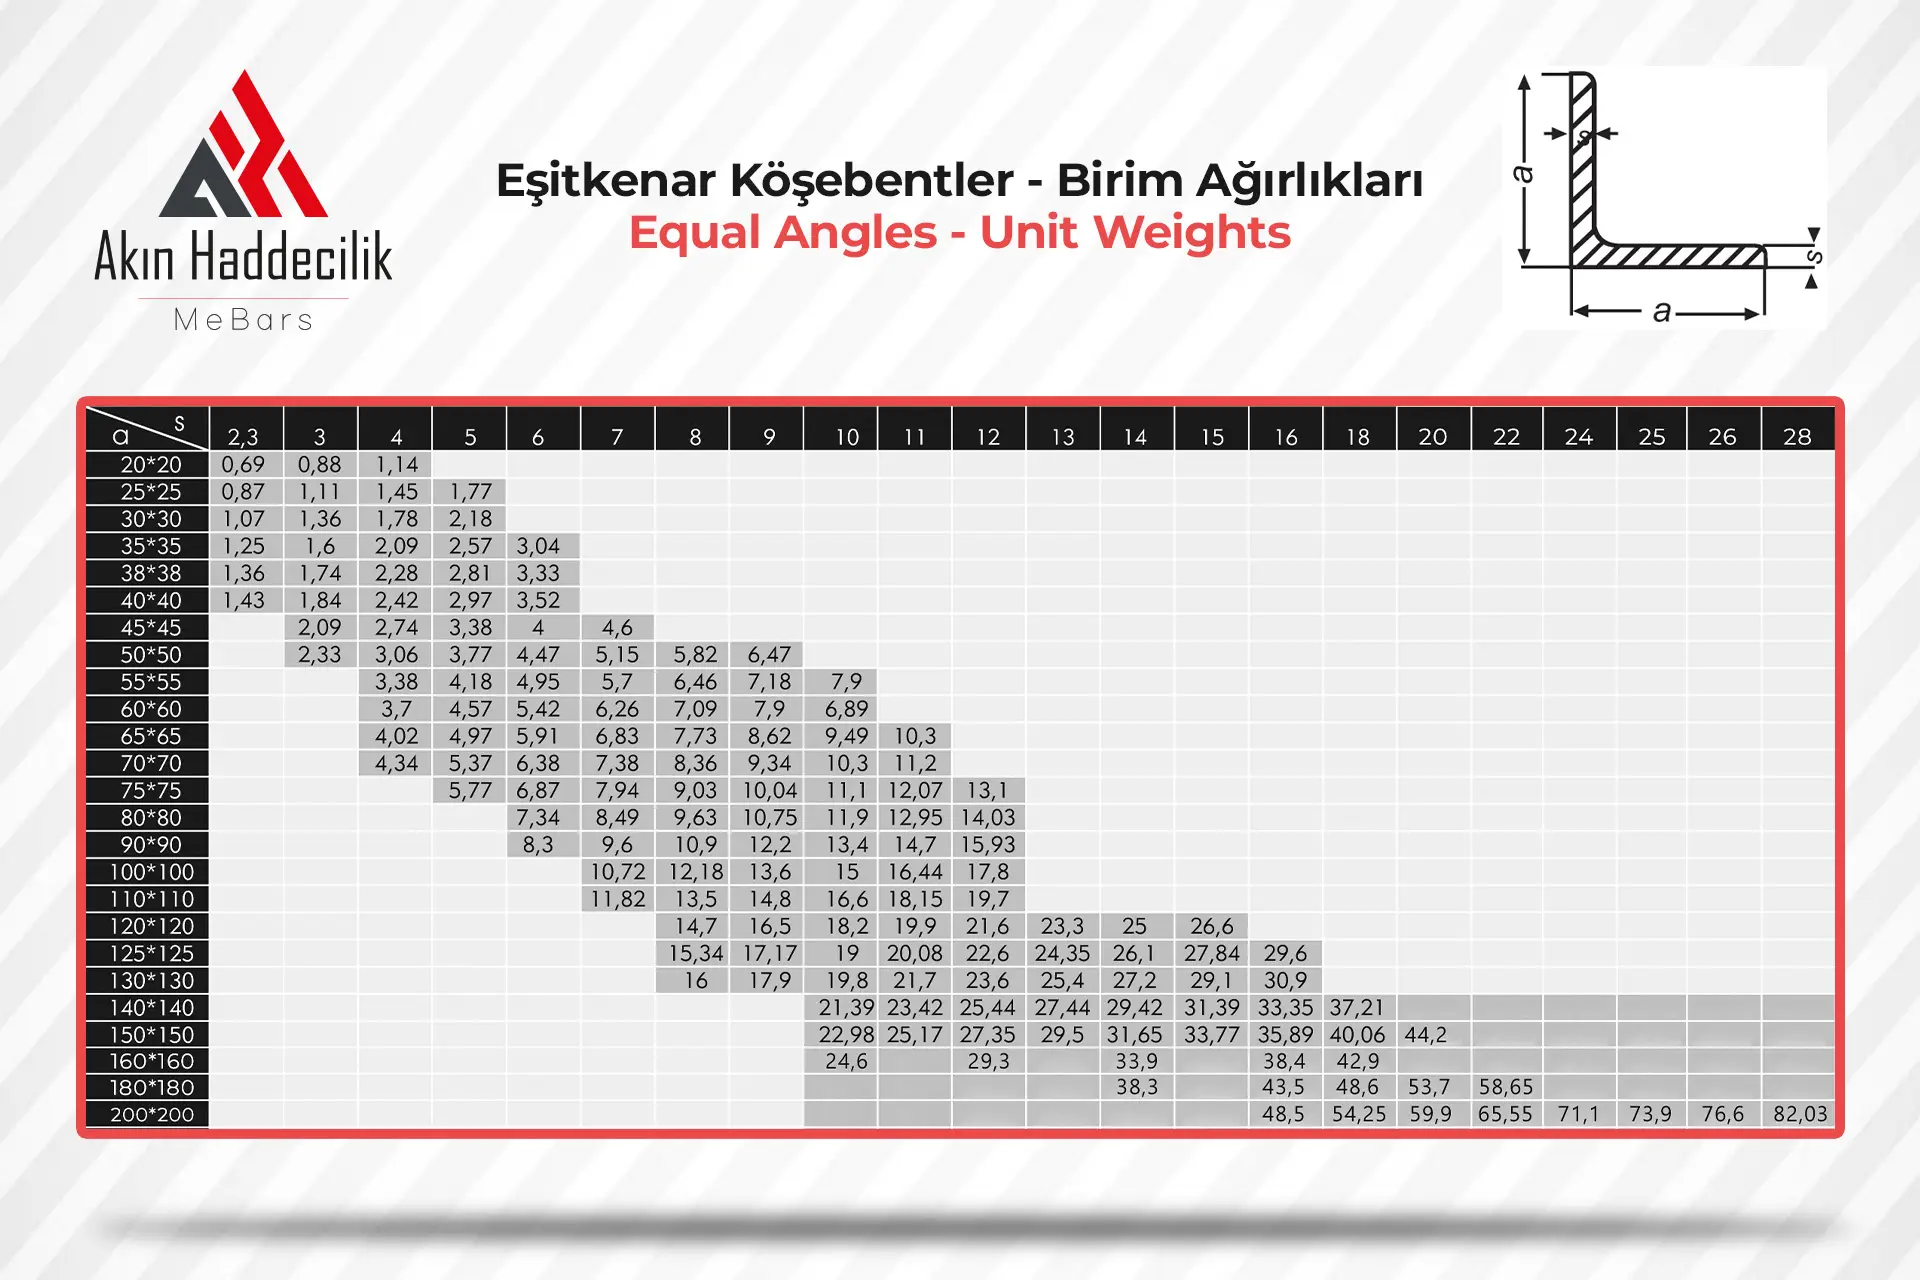 Akın Haddecilik
MeBars
Eşitkenar Köşebentler - Birim Ağırlıkları
Equal Angles - Unit Weights
a
s
s
a
a s 2,3 3 4 5 6 7 8 9 10 11 12 13 14 15 16 18 20 22 24 25 26 28
20*20 0,69 0,88 1,14
25*25 0,87 1,11 1,45 1,77
30*30 1,07 1,36 1,78 2,18
35*35 1,25 1,6 2,09 2,57 3,04
38*38 1,36 1,74 2,28 2,81 3,33
40*40 1,43 1,84 2,42 2,97 3,52
45*45 2,09 2,74 3,38 4 4,6
50*50 2,33 3,06 3,77 4,47 5,15 5,82 6,47
55*55 3,38 4,18 4,95 5,7 6,46 7,18 7,9
60*60 3,7 4,57 5,42 6,26 7,09 7,9 6,89
65*65 4,02 4,97 5,91 6,83 7,73 8,62 9,49 10,3
70*70 4,34 5,37 6,38 7,38 8,36 9,34 10,3 11,2
75*75 5,77 6,87 7,94 9,03 10,04 11,1 12,07 13,1
80*80 7,34 8,49 9,63 10,75 11,9 12,95 14,03
90*90 8,3 9,6 10,9 12,2 13,4 14,7 15,93
100*100 10,72 12,18 13,6 15 16,44 17,8
110*110 11,82 13,5 14,8 16,6 18,15 19,7
120*120 14,7 16,5 18,2 19,9 21,6 23,3 25 26,6
125*125 15,34 17,17 19 20,08 22,6 24,35 26,1 27,84 29,6
130*130 16 17,9 19,8 21,7 23,6 25,4 27,2 29,1 30,9
140*140 21,39 23,42 25,44 27,44 29,42 31,39 33,35 37,21
150*150 22,98 25,17 27,35 29,5 31,65 33,77 35,89 40,06 44,2
160*160 24,6 29,3 33,9 38,4 42,9
180*180 38,3 43,5 48,6 53,7 58,65
200*200 48,5 54,25 59,9 65,55 71,1 73,9 76,6 82,03